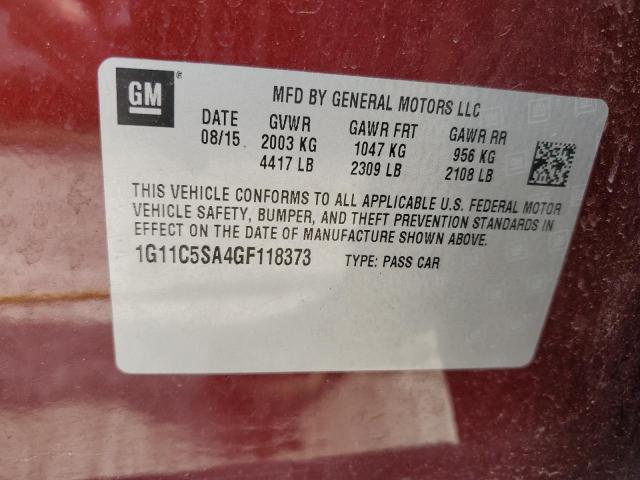 GM ®
MFD BY GENERAL MOTORS LLC
DATE GVWR GAWR FRT GAWR RR
08/15 2003 KG 1047 KG 956 KG
4417 LB 2309 LB 2108 LB
THIS VEHICLE CONFORMS TO ALL APPLICABLE U.S. FEDERAL MOTOR
VEHICLE SAFETY, BUMPER, AND THEFT PREVENTION STANDARDS IN
EFFECT ON THE DATE OF MANUFACTURE SHOWN ABOVE.
1G11C5SA4GF118373 TYPE: PASS CAR